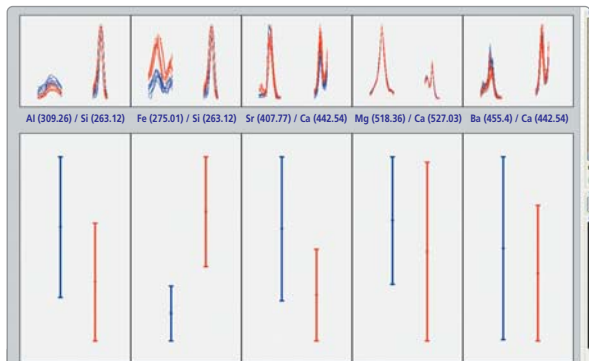 Al (309.26) / Si (263.12) Fe (275.01) / Si (263.12) Sr (407.77) / Ca (442.54) Mg (518.36) / Ca (527.03) Ba (455.4) / Ca (442.54)